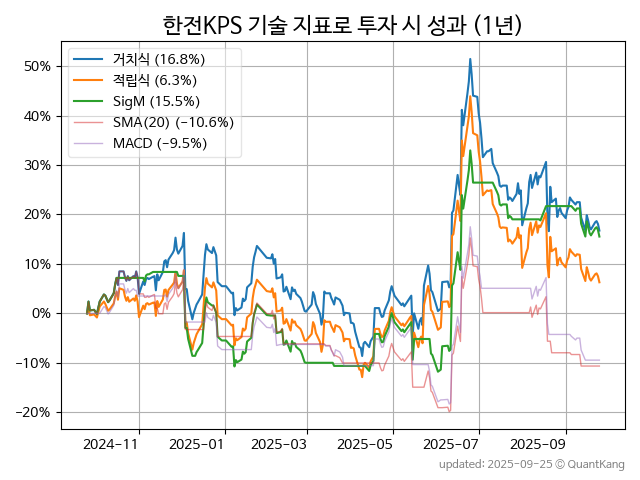 한전KPS 기술 지표로 투자 시 성과 (1년)
거치식 (16.8%)
적립식 (6.3%)
SigM (15.5%)
SMA(20) (−10.6%)
MACD (−9.5%)
50%
40%
30%
20%
10%
0%
−10%
−20%
2024-11 2025-01 2025-03 2025-05 2025-07 2025-09
updated: 2025-09-25 © QuantKang